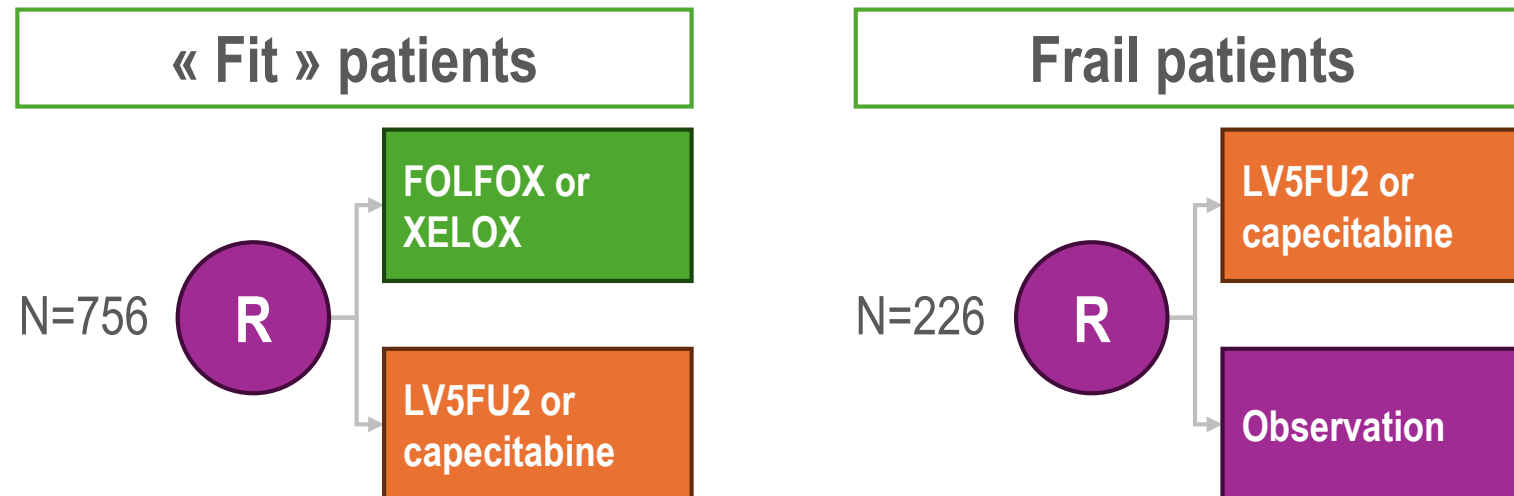 « Fit » patients
FOLFOX or
XELOX
N=756
R
LV5FU2 or
capecitabine
Frail patients
LV5FU2 or
capecitabine
N=226
R
Observation